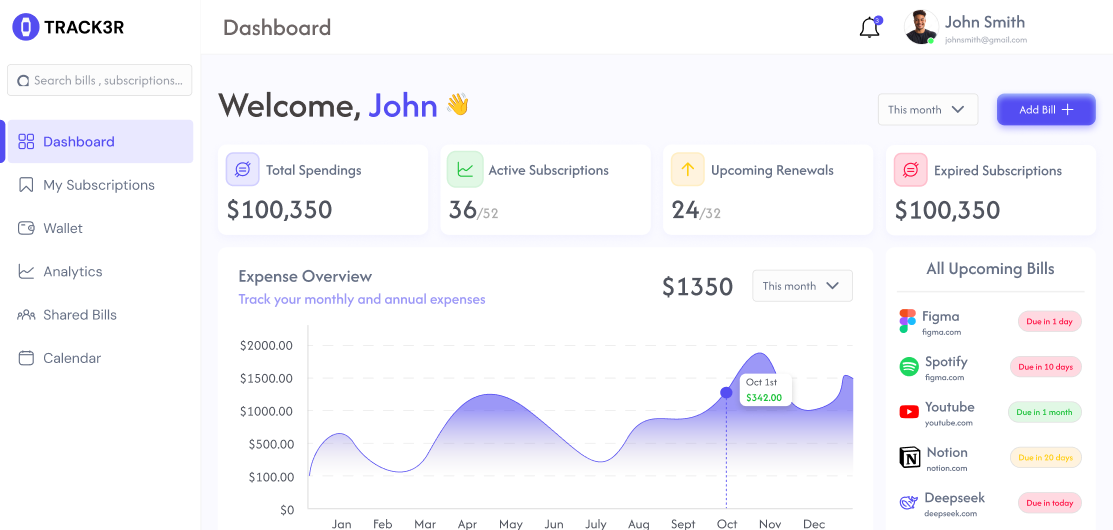 TRACK3R
Search bills , subscriptions...
Dashboard
My Subscriptions
Wallet
Analytics
Shared Bills
Calendar
Dashboard
3
John Smith
johnsmith@gmail.com
Welcome, John 👋
This month
Add Bill +
Total Spendings
$100,350
Active Subscriptions
36/52
Upcoming Renewals
24/32
Expired Subscriptions
$100,350
Expense Overview
Track your monthly and annual expenses
$1350
This month
$2000.00
$1500.00
$1000.00
$500.00
$100.00
$0
Oct 1st
$342.00
Jan Feb Mar Apr May Jun July Aug Sept Oct Nov Dec
All Upcoming Bills
Figma
figma.com
Due in 1 day
Spotify
figma.com
Due in 10 days
Youtube
youtube.com
Due in 1 month
Notion
notion.com
Due in 20 days
Deepseek
deepseek.com
Due in today